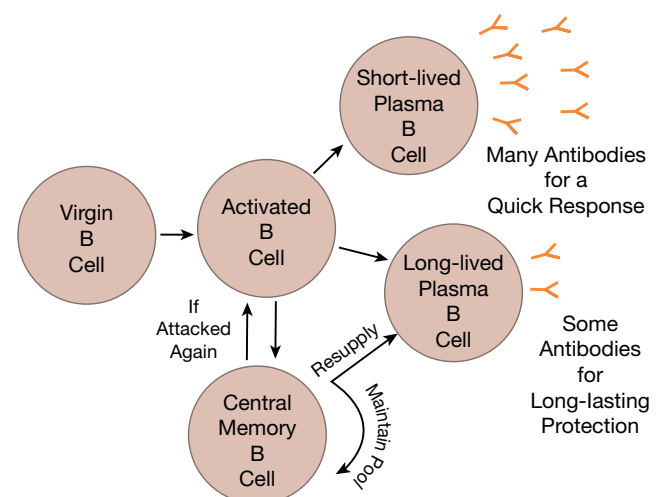 Short-lived
Plasma
B
Cell
Many Antibodies
for a
Quick Response
Virgin
B
Cell
Activated
B
Cell
Long-lived
Plasma
B
Cell
If
Attacked
Again
Resupply
Maintain Pool
Some
Antibodies
for
Long-lasting
Protection
Central
Memory
B
Cell